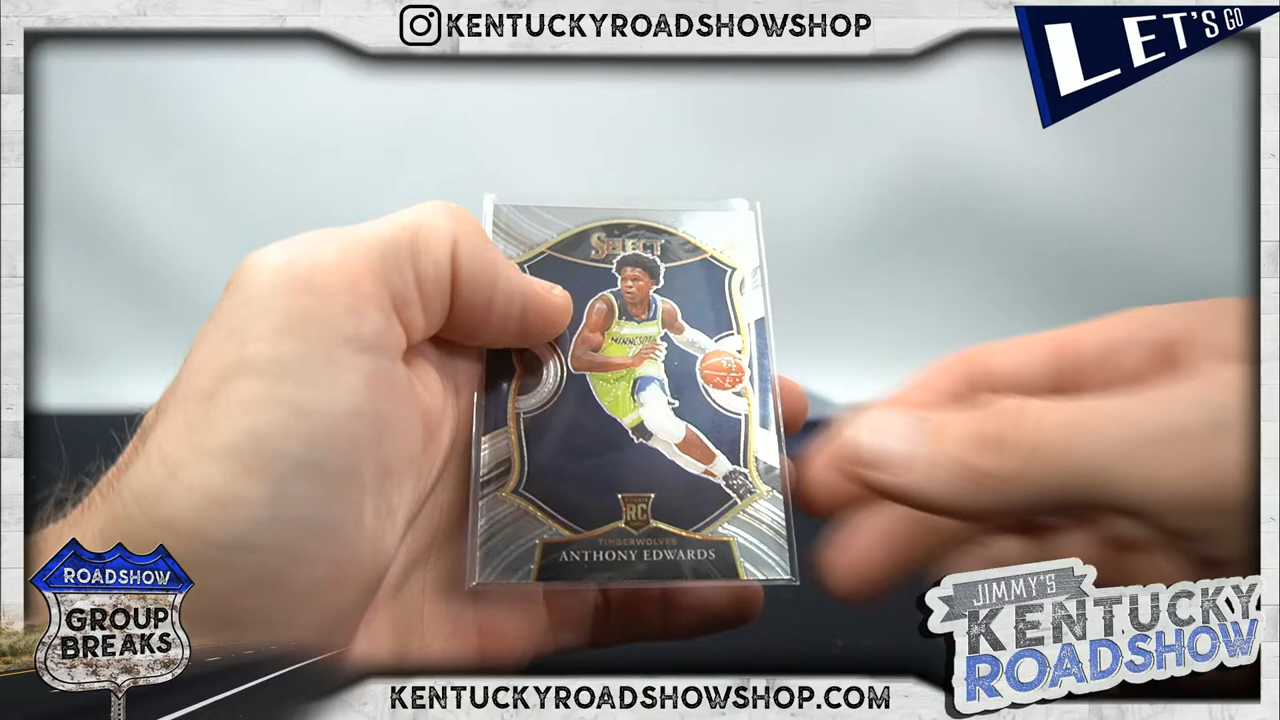 KENTUCKYROADSHOWSHOP
LET'S GO
SELECT
MINNESOTA
RC
TIMBERWOLVES
ANTHONY EDWARDS
ROADSHOW
GROUP
BREAKS
JIMMY'S
KENTUCKY
ROADSHOW
KENTUCKYROADSHOWSHOP.COM